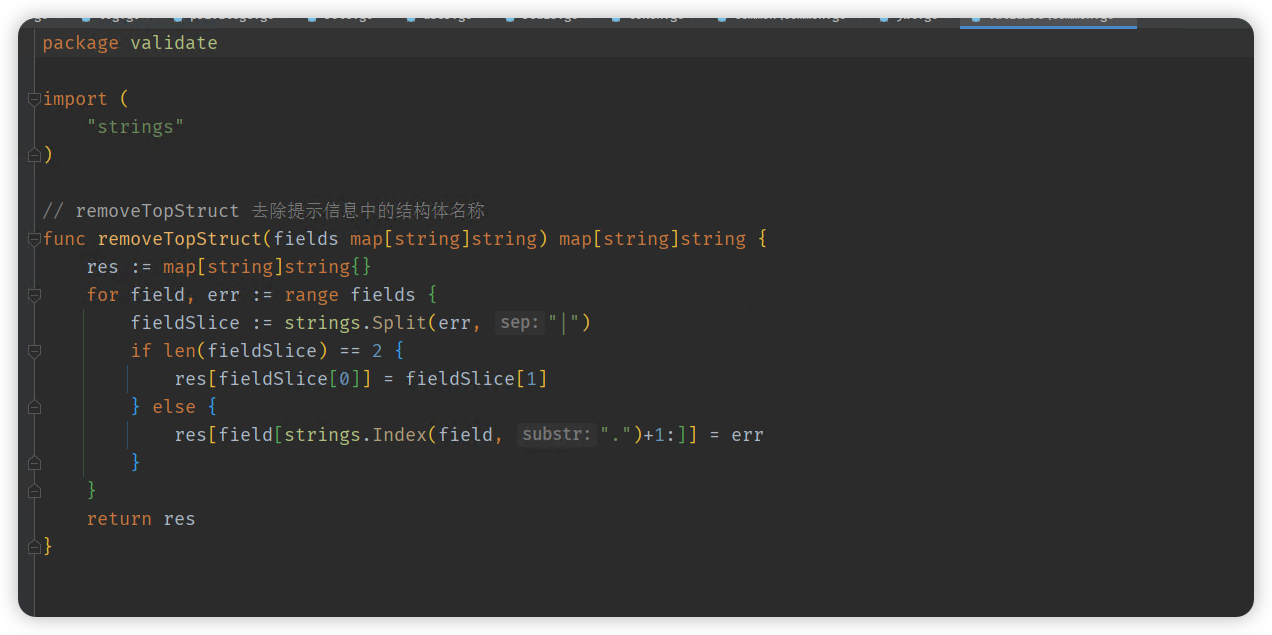 package validate
import (
"strings"
)
// removeTopStruct 去除提示信息中的结构体名称
func removeTopStruct(fields map[string]string) map[string]string {
res := map[string]string{}
for field, err := range fields {
fieldSlice := strings.Split(err, sep: "|")
if len(fieldSlice) == 2 {
res[fieldSlice[0]] = fieldSlice[1]
} else {
res[field[strings.Index(field, substr: ".")+1:]] = err
}
}
return res
}